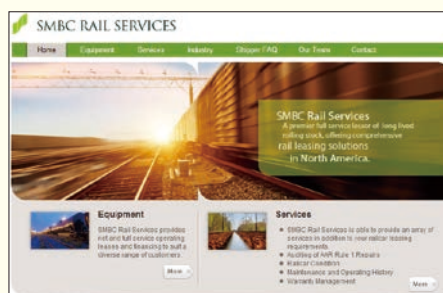 SMBC RAIL SERVICES
Home Equipment Services Industry Shipper FAQ Our Team Contact
SMBC Rail Services
A premier full service lessor of long lived
rolling stock, offering comprehensive
rail leasing solutions
in North America.
Equipment
SMBC Rail Services provides
net and full service operating
leases and financing to suit a
diverse range of customers.
More
Services
SMBC Rail Services is able to provide an array of
services in addition to your railcar leasing
requirements.
Auditing of AAR Rule 1 Repairs
Railcar Condition
Maintenance and Operating History
Warranty Management
More